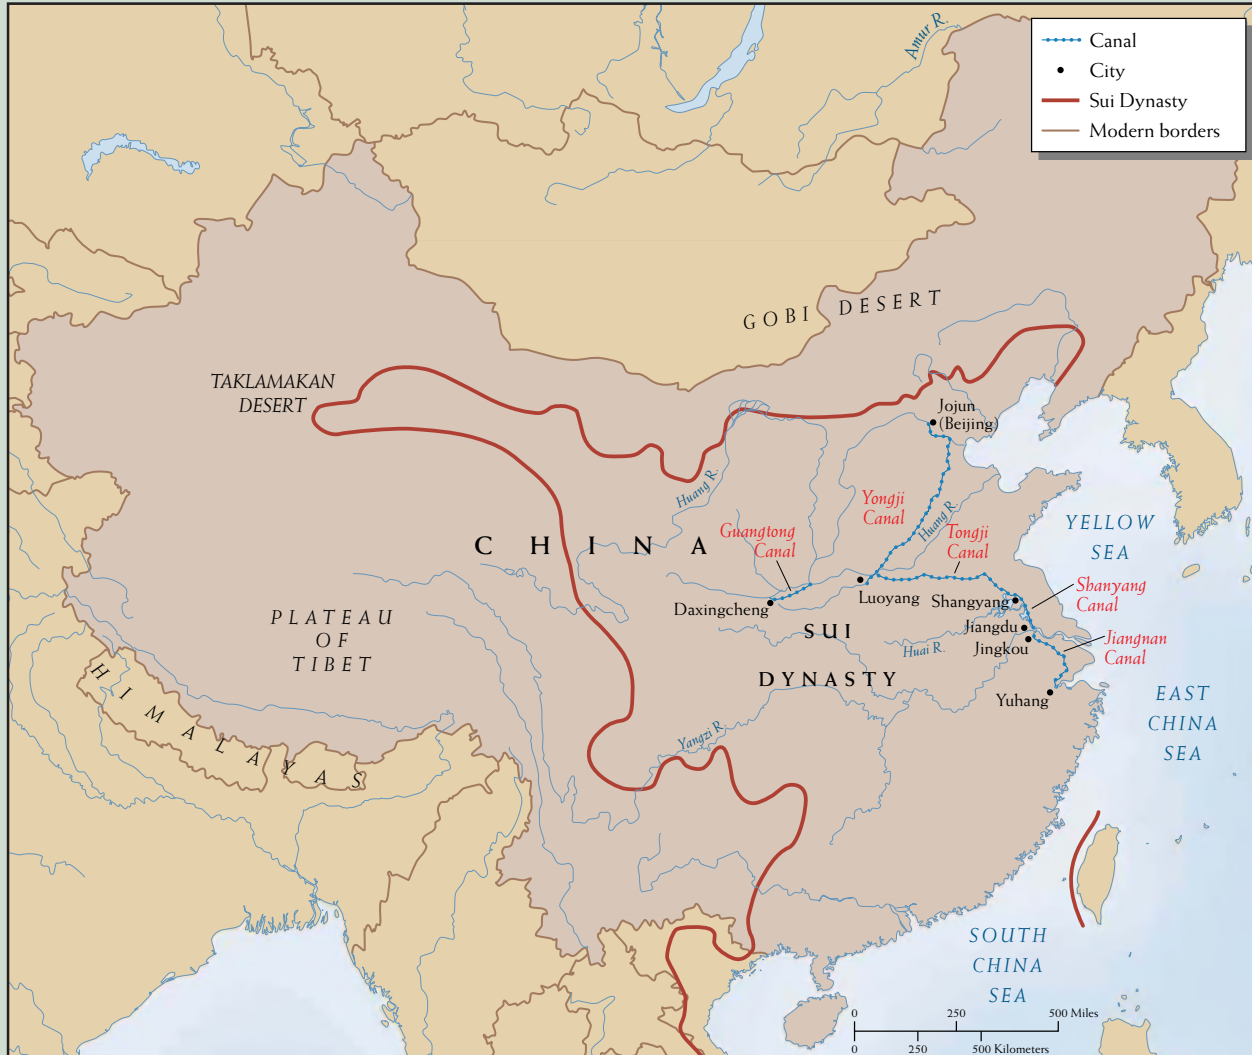 Amur R.
Canal
City
Sui Dynasty
Modern borders
GOBI DESERT
TAKLAMAKAN
DESERT
Jojun
(Beijing)
Huang R.
Yongji
Canal
Huang R.
Tongji
Canal
YELLOW
SEA
Guangtong
Canal
CHINA
Shanyang
Canal
Luoyang
Shangyang
Daxingcheng
PLATEAU
OF
TIBET
SUI
DYNASTY
Jiangdu
Jingkou
Huai R.
Jiangnan
Canal
Yuhang
HIMALAYAS
EAST
CHINA
SEA
Yangzi R.
SOUTH
CHINA
SEA
0 250 500 Miles
0 250 500 Kilometers